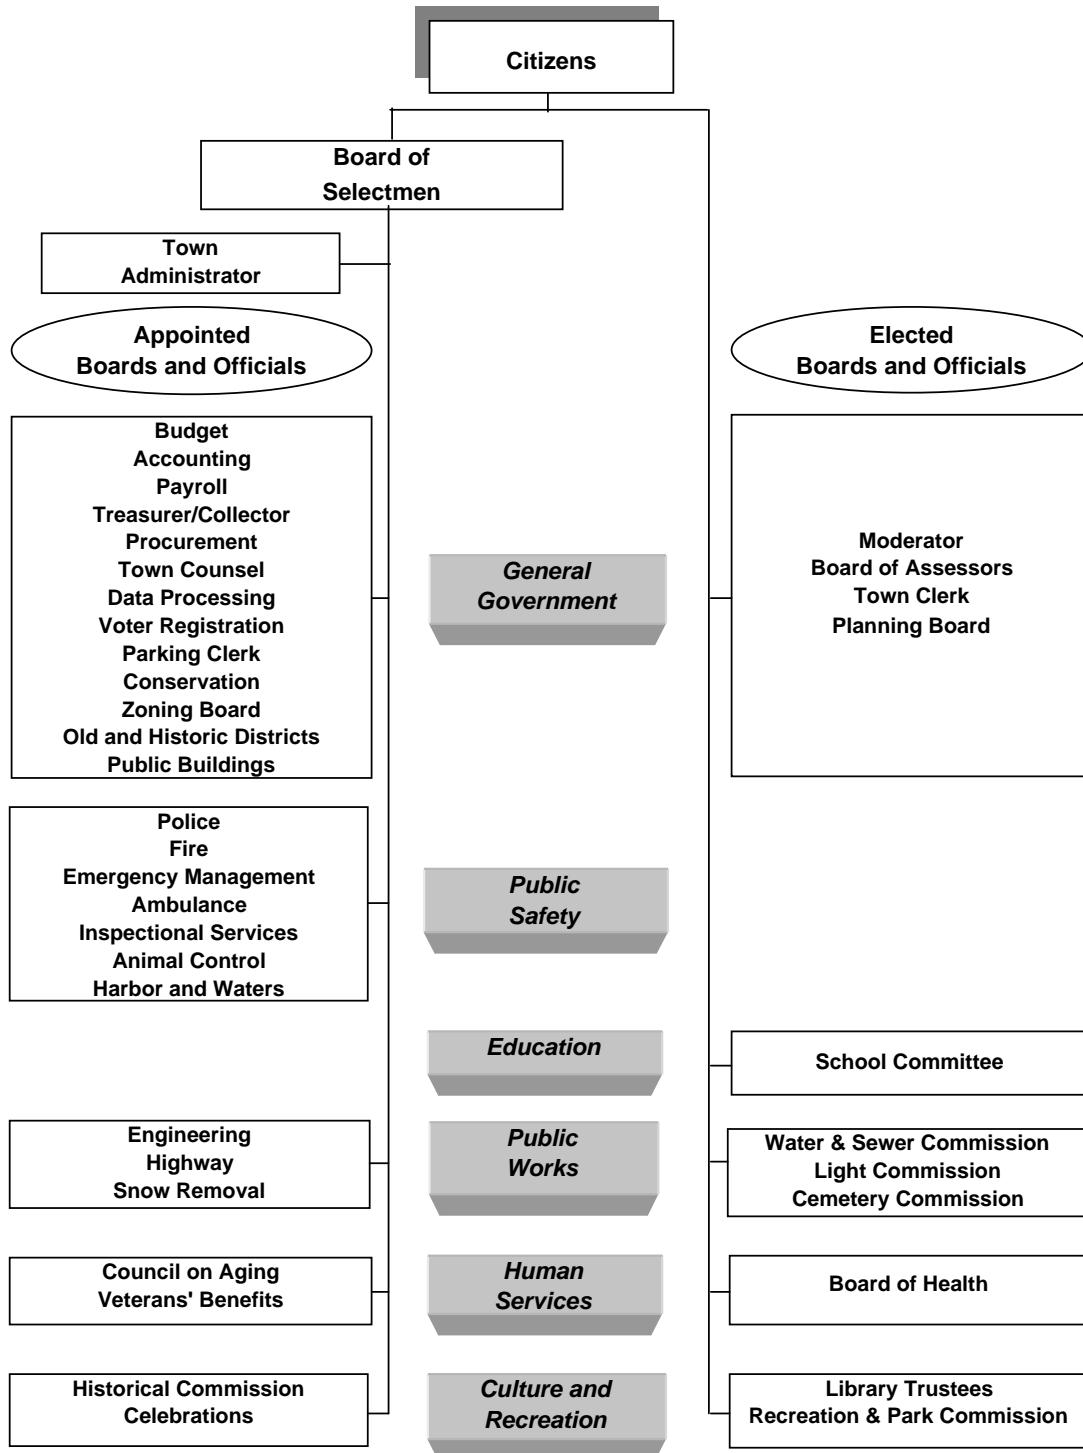 Citizens
Board of
Selectmen
Town
Administrator
Appointed
Boards and Officials
Elected
Boards and Officials
Budget
Accounting
Payroll
Treasurer/Collector
Procurement
Town Counsel
Data Processing
Voter Registration
Parking Clerk
Conservation
Zoning Board
Old and Historic Districts
Public Buildings
General
Government
Moderator
Board of Assessors
Town Clerk
Planning Board
Police
Fire
Emergency Management
Ambulance
Inspectional Services
Animal Control
Harbor and Waters
Public
Safety
Education
School Committee
Engineering
Highway
Snow Removal
Public
Works
Water & Sewer Commission
Light Commission
Cemetery Commission
Council on Aging
Veterans' Benefits
Human
Services
Board of Health
Historical Commission
Celebrations
Culture and
Recreation
Library Trustees
Recreation & Park Commission